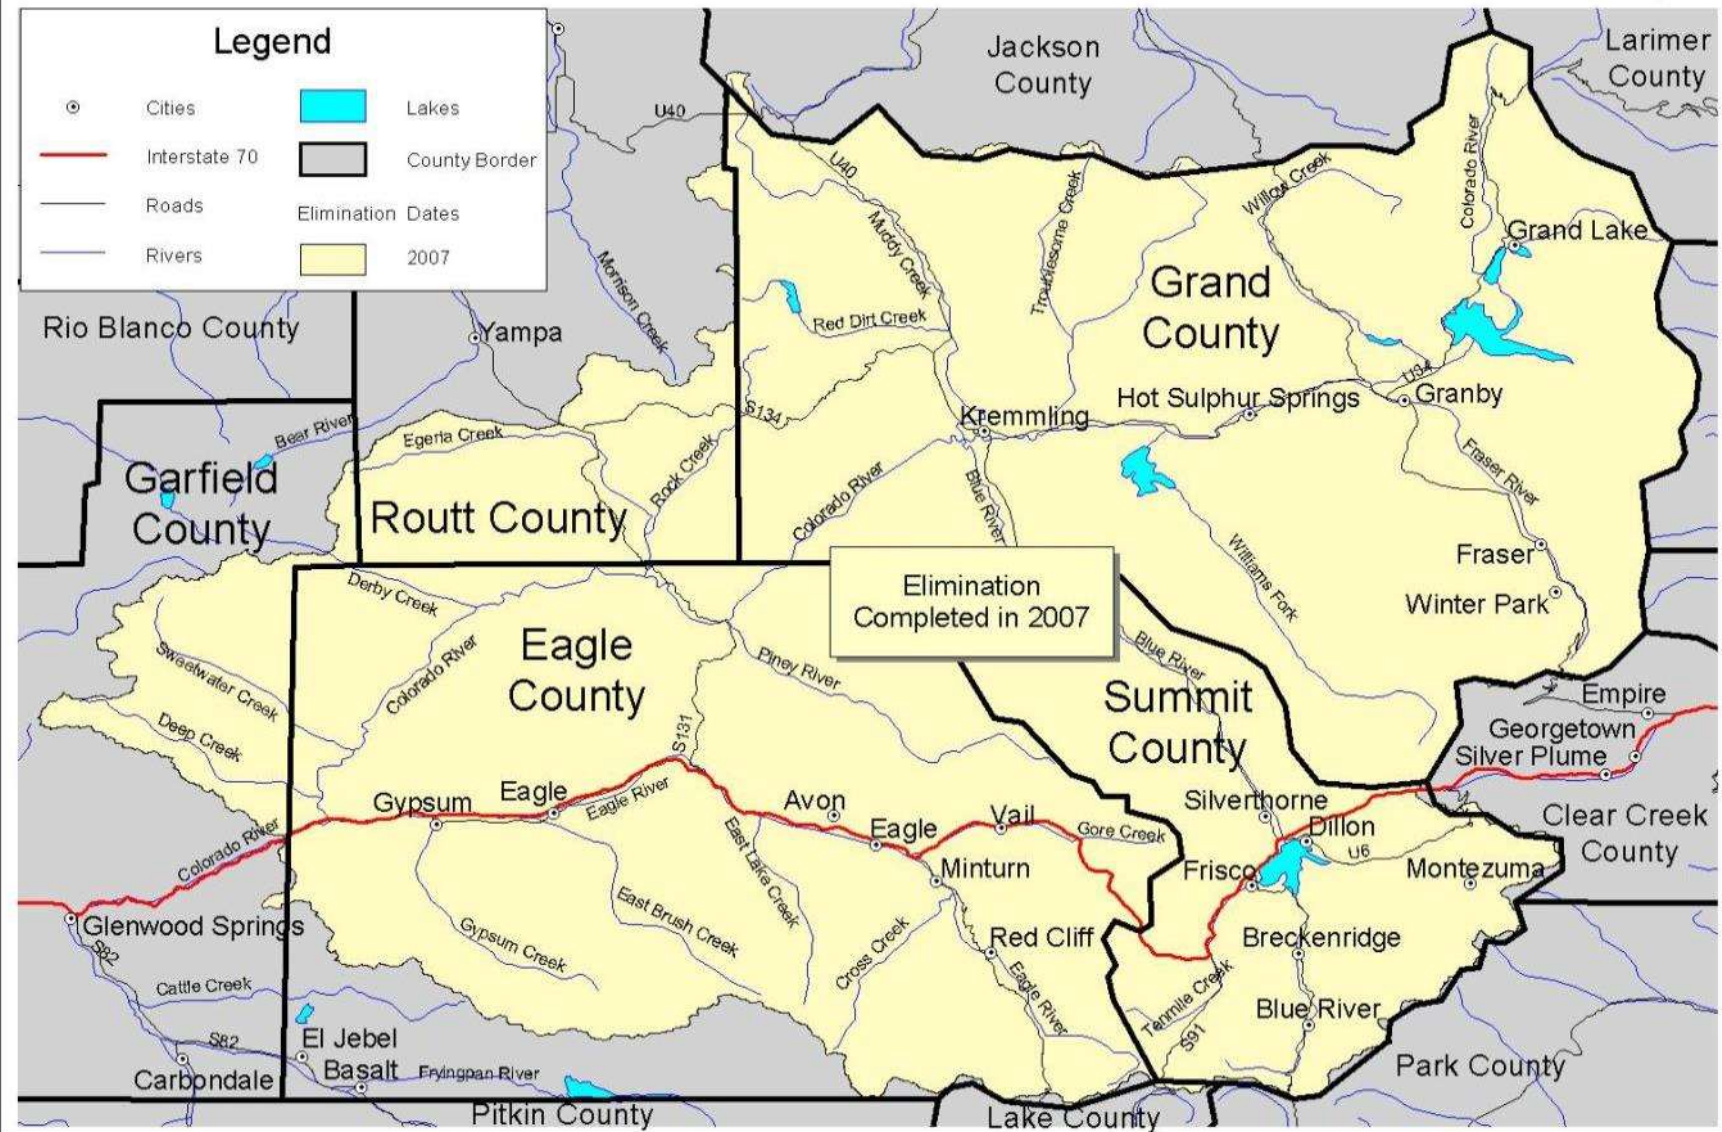 Legend
Cities
Lakes
Interstate 70
County Border
Roads
Elimination Dates
Rivers
2007
Jackson
County
Larimer
County
U40
U40
Muddy Creek
Troublesome Creek
Willow Creek
Colorado River
Grand Lake
Morrison Creek
Rio Blanco County
Yampa
Red Dirt Creek
Grand
County
U34
Hot Sulphur Springs
Granby
Kremmling
S134
Bear River
Egeria Creek
Rock Creek
Garfield
County
Routt County
Colorado River
Blue River
Fraser River
Williams Fork
Fraser
Winter Park
Elimination
Completed in 2007
Derby Creek
Eagle
County
Colorado River
Sweetwater Creek
Deep Creek
Piney River
Blue River
Summit
County
Empire
Georgetown
Silver Plume
S131
Gypsum
Eagle
Eagle River
Avon
Eagle
Vail
Gore Creek
Silverthorne
Dillon
U6
Clear Creek
County
Colorado River
East Lake Creek
Minturn
Frisco
Montezuma
Glenwood Springs
S82
Gypsum Creek
East Brush Creek
Cross Creek
Red Cliff
Eagle River
Breckenridge
Tenmile Creek
S91
Blue River
Cattle Creek
S82
El Jebel
Basalt
Fryingpan River
Carbondale
Park County
Pitkin County
Lake County